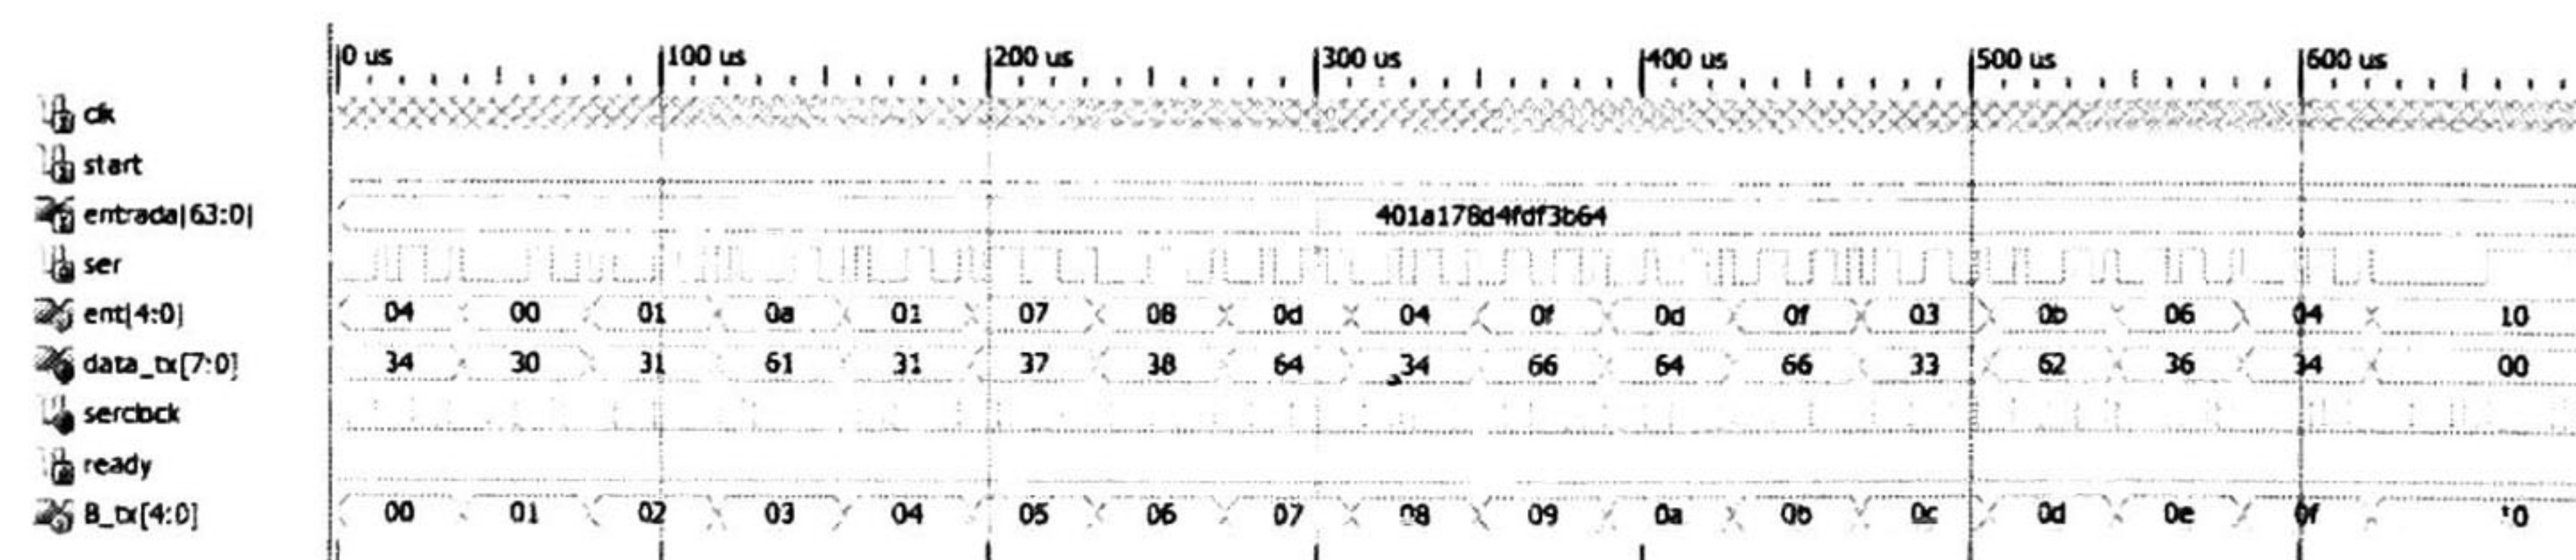 0 us 100 us 200 us 300 us 400 us 500 us 600 us
clk
start
entrada[63:0] 401a178d4fdf3b64
ser
ent[4:0] 04 00 01 0a 01 07 08 0d 04 0f 0d 0f 03 0b 06 04 10
data_tx[7:0] 34 30 31 61 31 37 38 64 34 66 64 66 33 62 36 34 00
serclock
ready
B_tx[4:0] 00 01 02 03 04 05 06 07 08 09 0a 0b 0c 0d 0e 0f